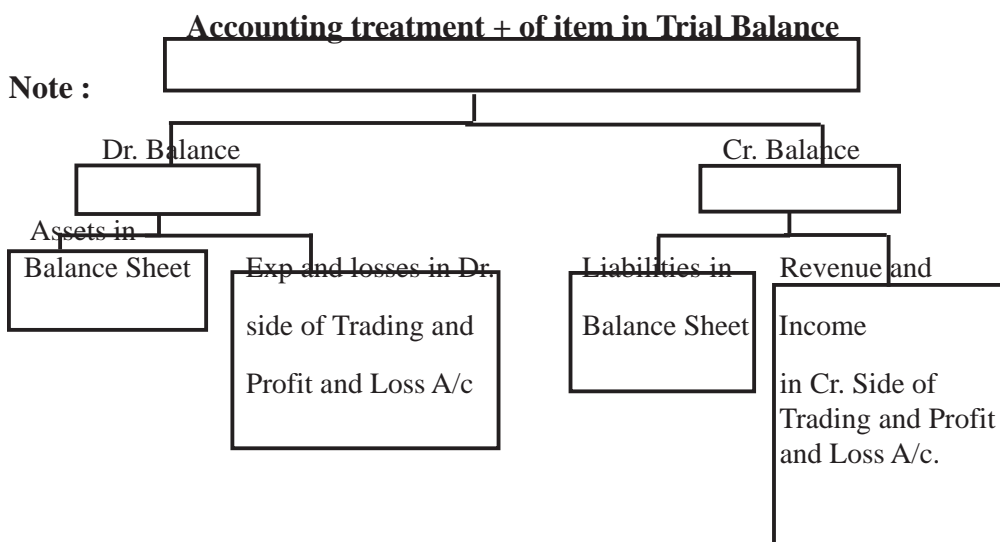 Accounting treatment + of item in Trial Balance
Note :
Dr. Balance
Cr. Balance
Assets in
Balance Sheet
Exp and losses in Dr.
side of Trading and
Profit and Loss A/c
Liabilities in
Balance Sheet
Revenue and
Income
in Cr. Side of
Trading and Profit
and Loss A/c.